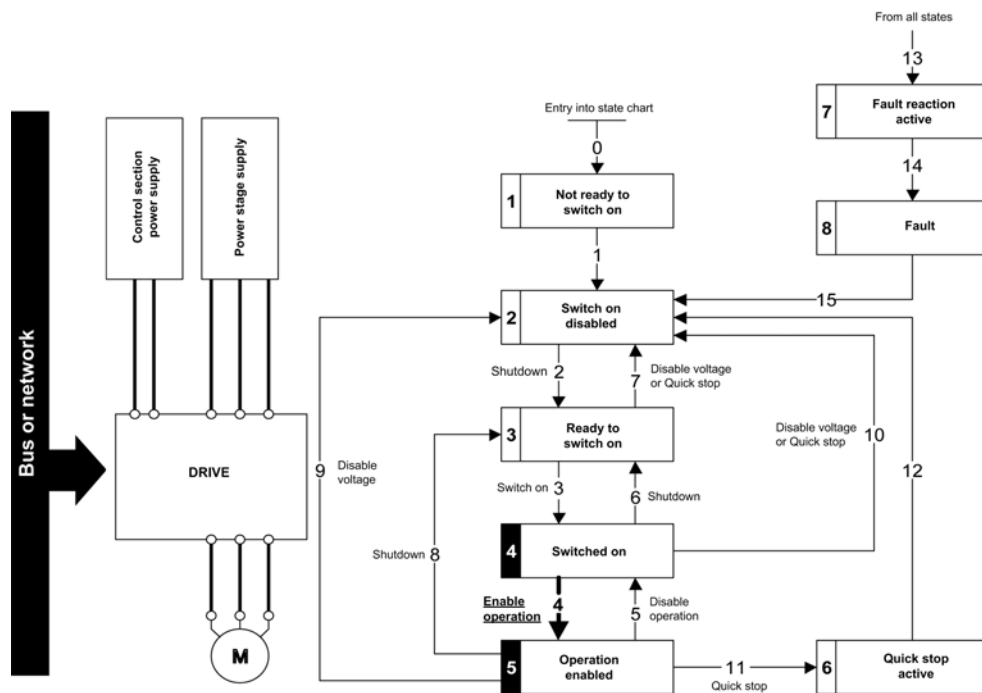 From all states
13
7
Fault reaction
active
14
8
Fault
15
Entry into state chart
0
1
Not ready to
switch on
1
2
Switch on
disabled
Shutdown
2
7
Disable voltage
or Quick stop
3
Ready to
switch on
Switch on
3
6
Shutdown
4
Switched on
Disable voltage
or Quick stop
10
12
Enable
operation
4
5
Disable
operation
5
Operation
enabled
11
Quick stop
6
Quick stop
active
9
Disable
voltage
Shutdown
8
Bus or network
Control section
power supply
Power stage supply
DRIVE
M